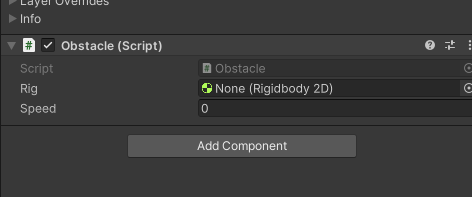 Layer Overrides
Info
Obstacle (Script)
Script Obstacle
Rig None (Rigidbody 2D)
Speed 0
Add Component